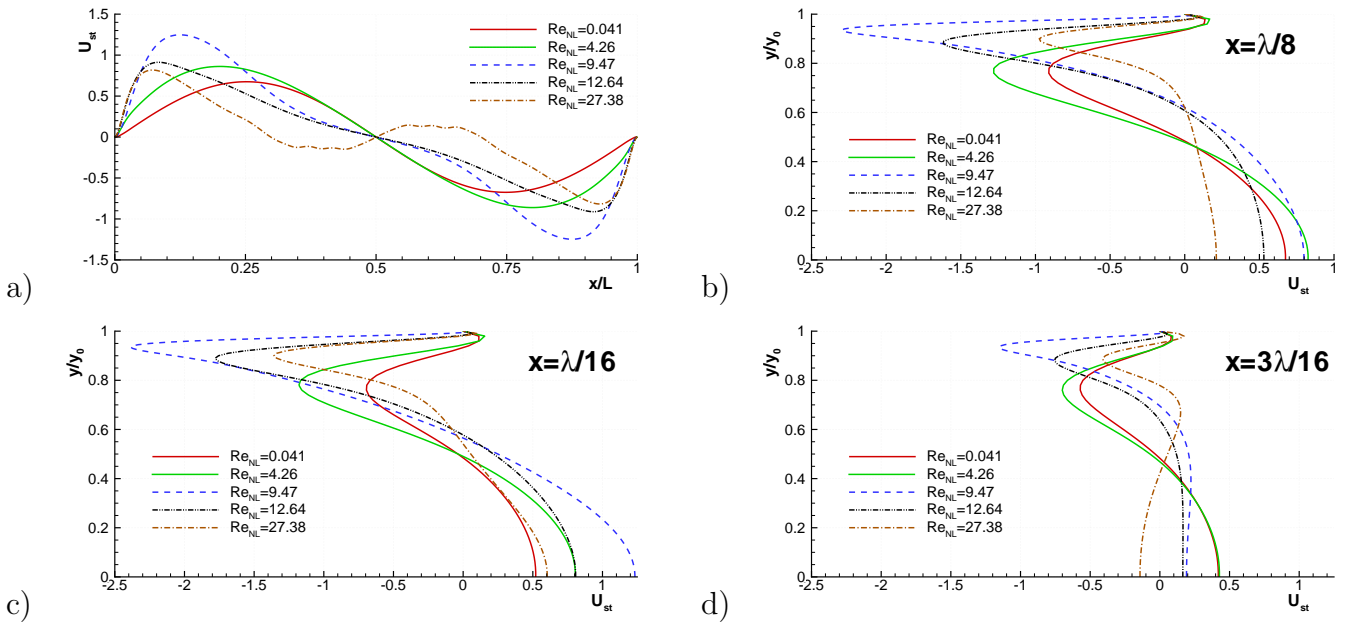 U_st
1.5
1
0.5
0
-0.5
-1
-1.5
Re_NL=0.041
Re_NL=4.26
Re_NL=9.47
Re_NL=12.64
Re_NL=27.38
0 0.25 0.5 0.75 1
x/L
a)
y/y_0
1
0.8
0.6
0.4
0.2
0
x=λ/8
Re_NL=0.041
Re_NL=4.26
Re_NL=9.47
Re_NL=12.64
Re_NL=27.38
-2.5 -2 -1.5 -1 -0.5 0 0.5 1
U_st
b)
y/y_0
1
0.8
0.6
0.4
0.2
0
x=λ/16
Re_NL=0.041
Re_NL=4.26
Re_NL=9.47
Re_NL=12.64
Re_NL=27.38
-2.5 -2 -1.5 -1 -0.5 0 0.5 1
U_st
c)
y/y_0
1
0.8
0.6
0.4
0.2
0
x=3λ/16
Re_NL=0.041
Re_NL=4.26
Re_NL=9.47
Re_NL=12.64
Re_NL=27.38
-2.5 -2 -1.5 -1 -0.5 0 0.5 1
U_st
d)